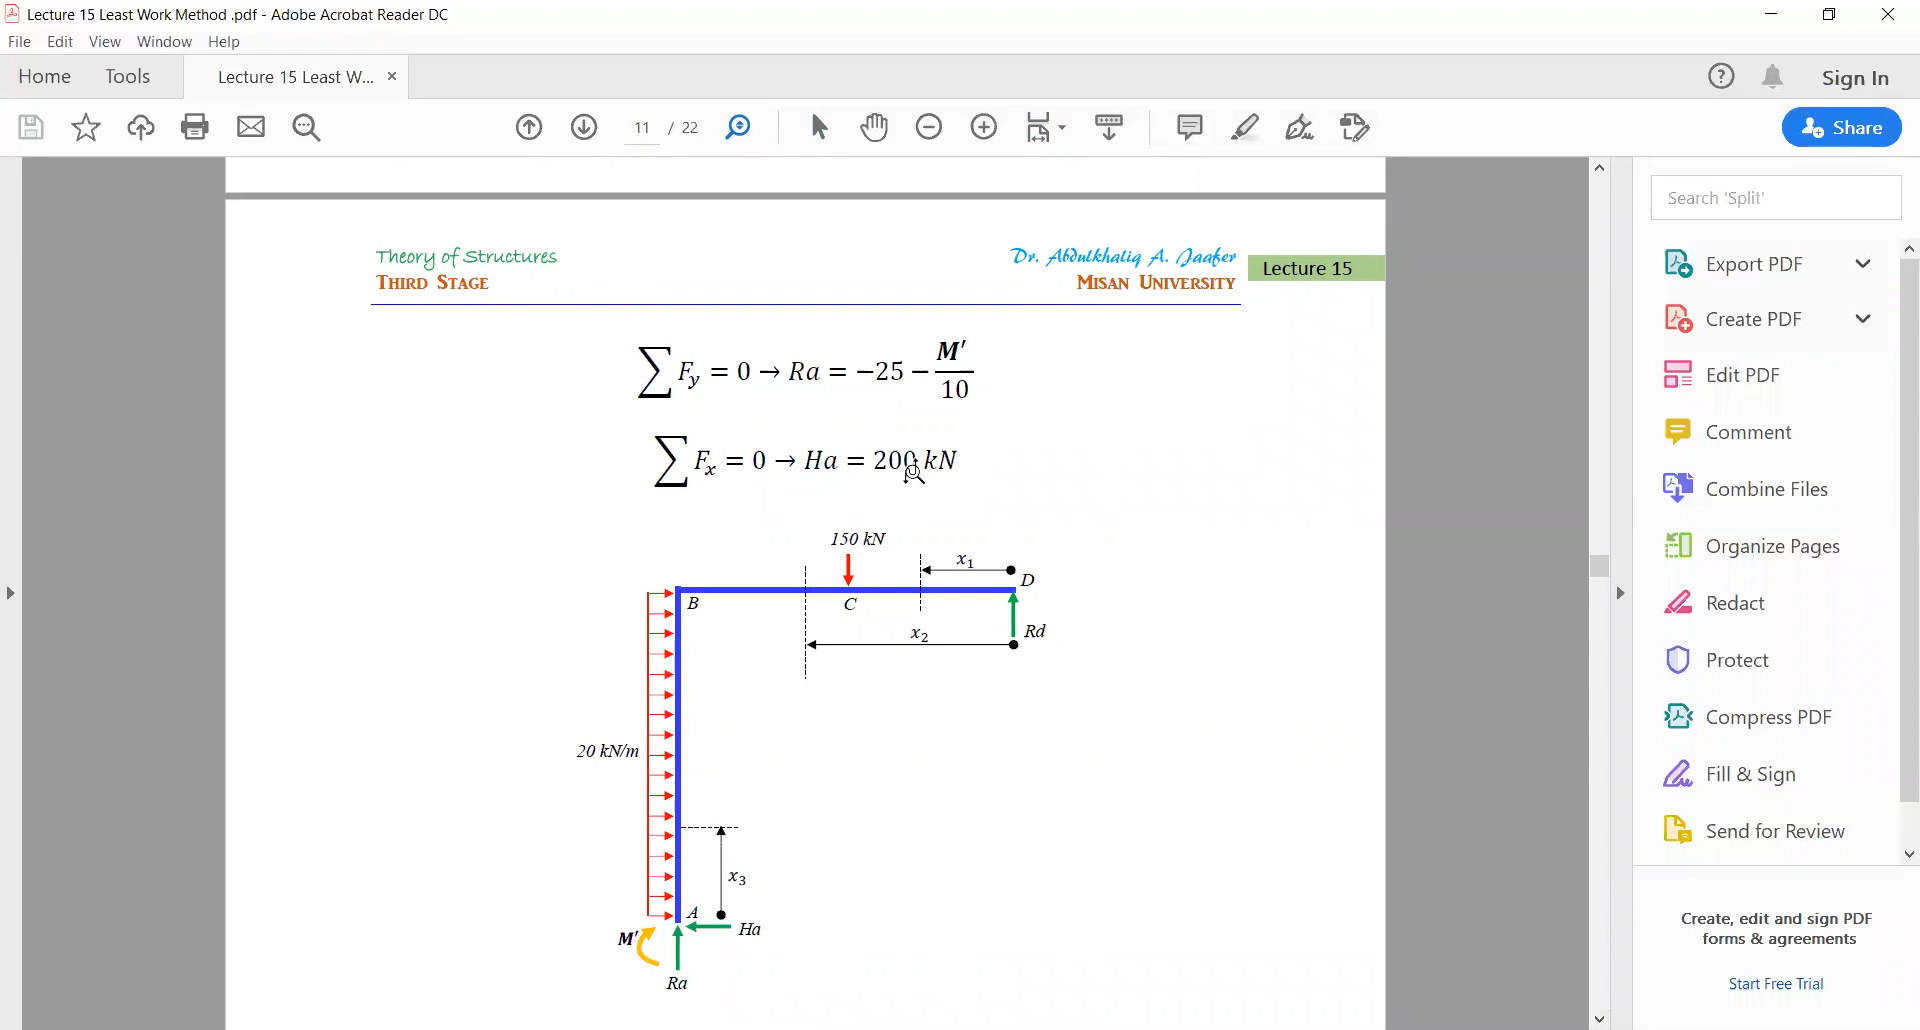 Lecture 15 Least Work Method .pdf - Adobe Acrobat Reader DC
File Edit View Window Help
Home Tools Lecture 15 Least W... × Sign In
11 / 22 Share
Search 'Split'
Export PDF
Create PDF
Edit PDF
Comment
Combine Files
Organize Pages
Redact
Protect
Compress PDF
Fill & Sign
Send for Review
Create, edit and sign PDF
forms & agreements
Start Free Trial
Theory of Structures Dr. Abdulkhaliq A. Jaafer Lecture 15
THIRD STAGE MISAN UNIVERSITY
∑ F_y = 0 → Ra = −25 − M′/10
∑ F_x = 0 → Ha = 200 kN
150 kN
x₁
D
B
C
x₂
Rd
20 kN/m
x₃
A
M′
Ha
Ra